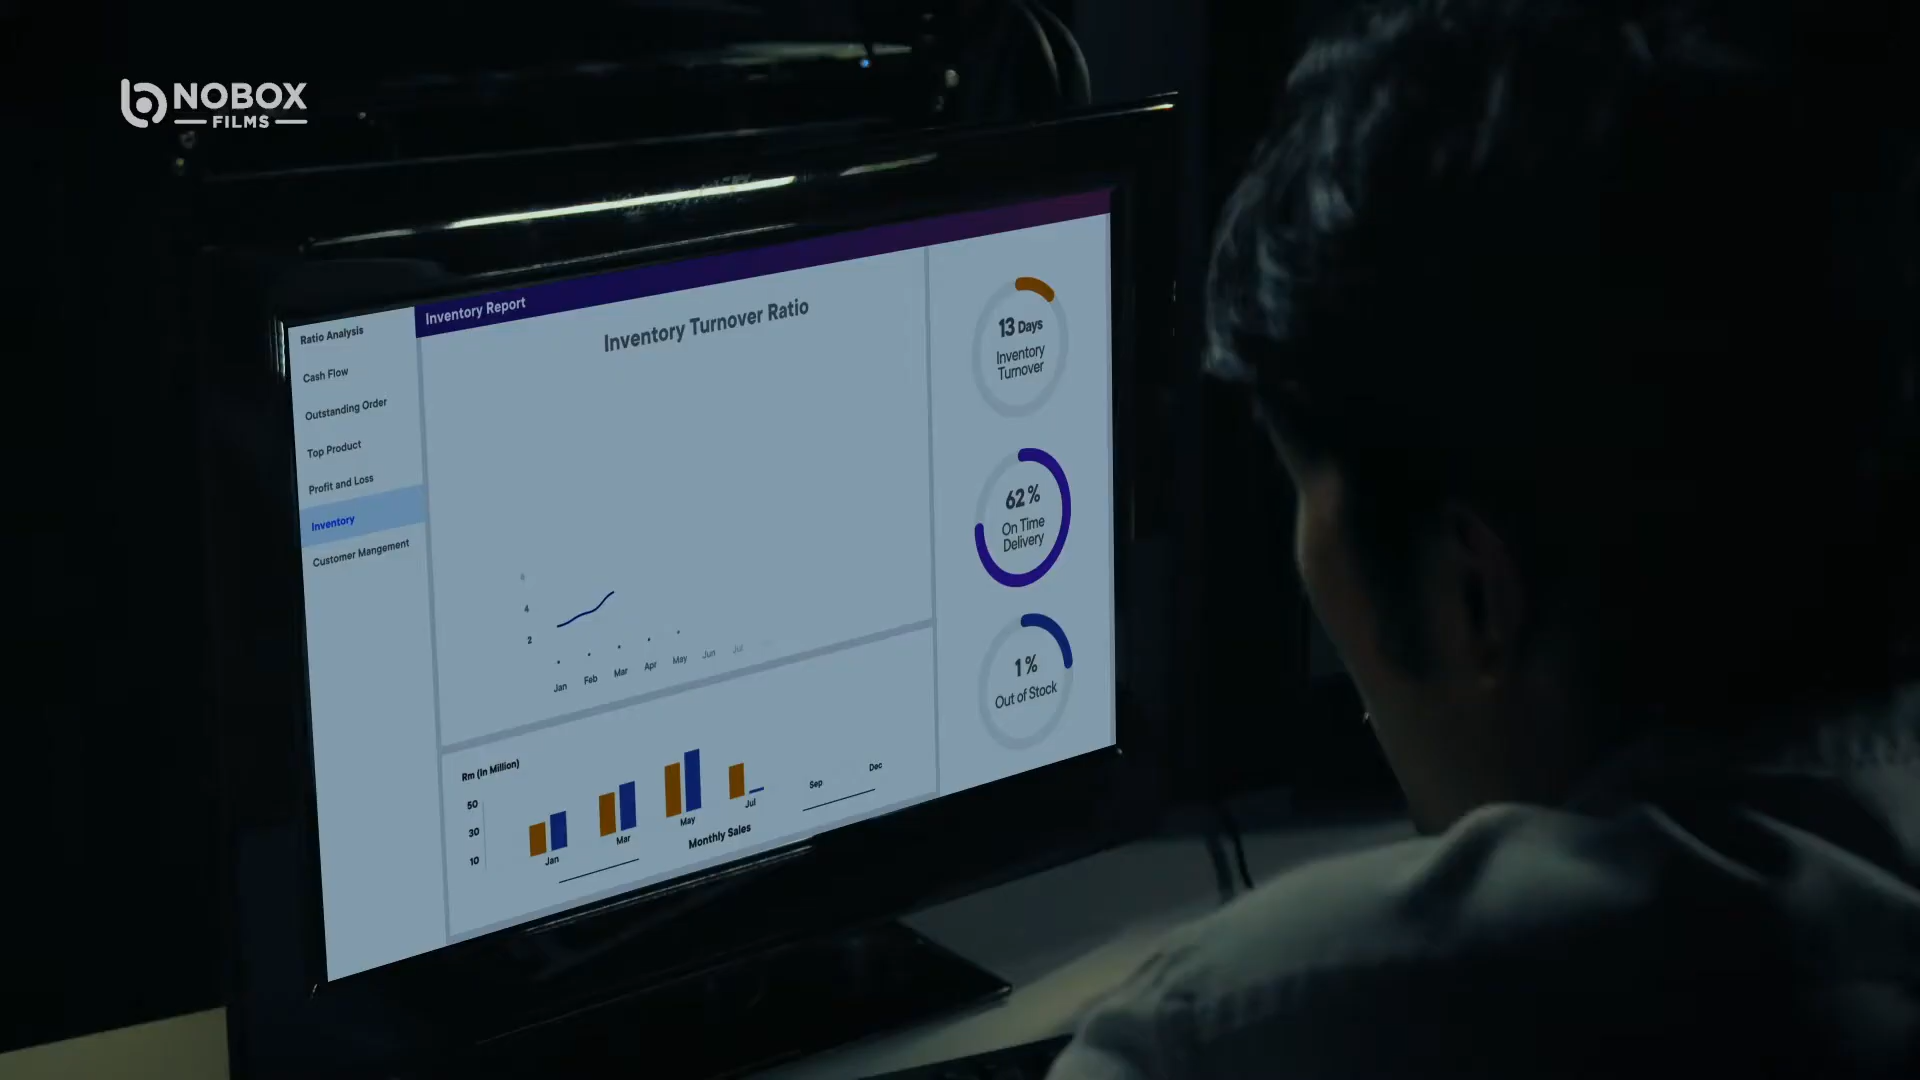 NOBOX
FILMS
Inventory Report
Ratio Analysis
Cash Flow
Outstanding Order
Top Product
Profit and Loss
Inventory
Customer Mangement
Inventory Turnover Ratio
6
4
2
Jan Feb Mar Apr May Jun Jul
Rm (In Million)
50
30
10
Jan Mar May Jul Sep Dec
Monthly Sales
13 Days
Inventory
Turnover
62%
On Time
Delivery
1%
Out of Stock